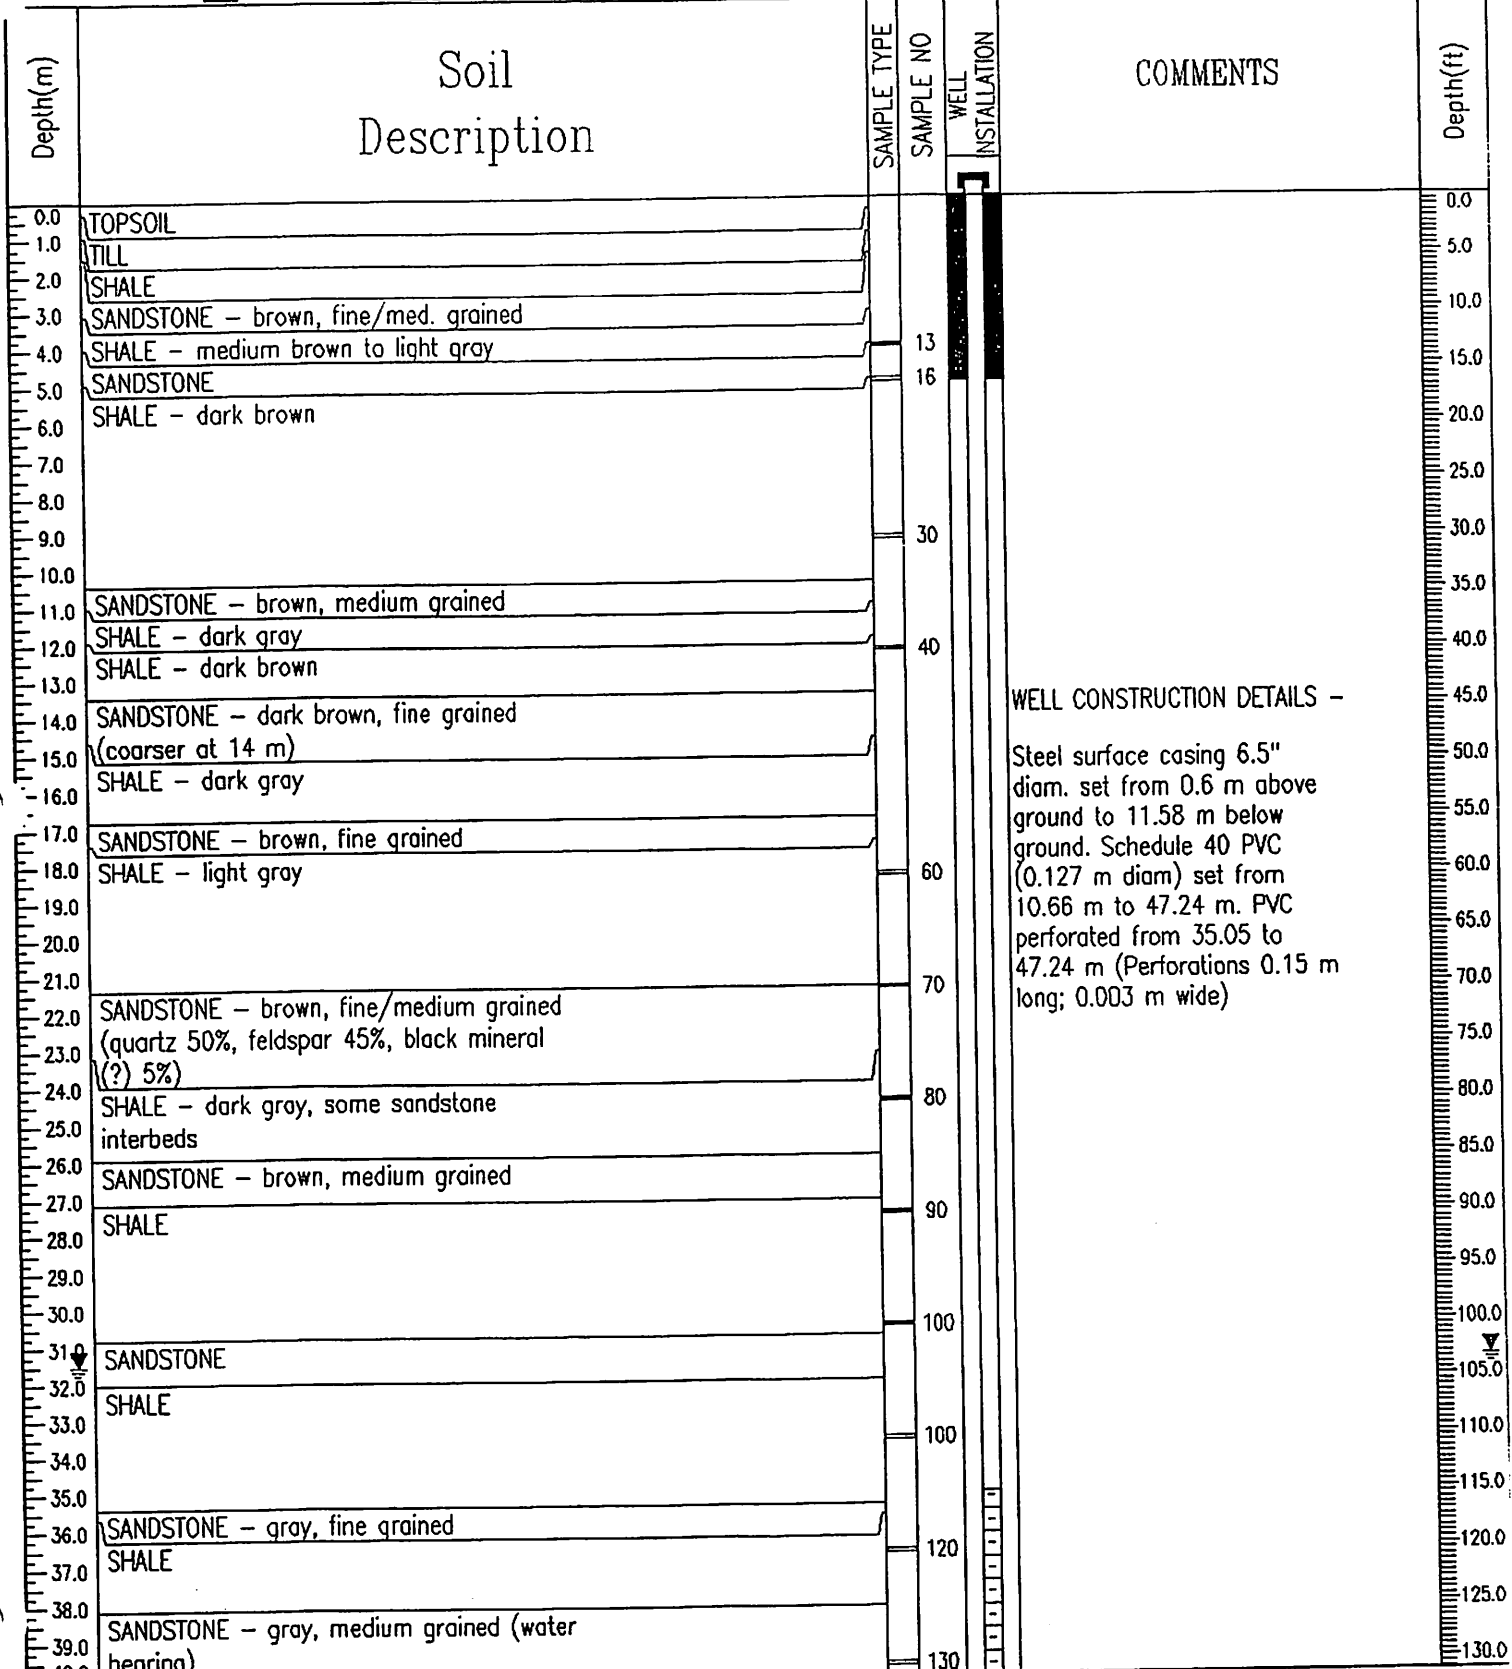 Depth(m)
Soil
Description
SAMPLE TYPE
SAMPLE NO
WELL
INSTALLATION
COMMENTS
Depth(ft)
0.0
1.0
2.0
3.0
4.0
5.0
6.0
7.0
8.0
9.0
10.0
11.0
12.0
13.0
14.0
15.0
16.0
17.0
18.0
19.0
20.0
21.0
22.0
23.0
24.0
25.0
26.0
27.0
28.0
29.0
30.0
31.0
32.0
33.0
34.0
35.0
36.0
37.0
38.0
39.0
TOPSOIL
TILL
SHALE
SANDSTONE – brown, fine/med. grained
SHALE – medium brown to light gray
SANDSTONE
SHALE – dark brown
SANDSTONE – brown, medium grained
SHALE – dark gray
SHALE – dark brown
SANDSTONE – dark brown, fine grained
(coarser at 14 m)
SHALE – dark gray
SANDSTONE – brown, fine grained
SHALE – light gray
SANDSTONE – brown, fine/medium grained
(quartz 50%, feldspar 45%, black mineral
(?) 5%)
SHALE – dark gray, some sandstone
interbeds
SANDSTONE – brown, medium grained
SHALE
SANDSTONE
SHALE
SANDSTONE – gray, fine grained
SHALE
SANDSTONE – gray, medium grained (water
bearing)
13
16
30
40
60
70
80
90
100
100
120
130
WELL CONSTRUCTION DETAILS –
Steel surface casing 6.5"
diam. set from 0.6 m above
ground to 11.58 m below
ground. Schedule 40 PVC
(0.127 m diam) set from
10.66 m to 47.24 m. PVC
perforated from 35.05 to
47.24 m (Perforations 0.15 m
long; 0.003 m wide)
0.0
5.0
10.0
15.0
20.0
25.0
30.0
35.0
40.0
45.0
50.0
55.0
60.0
65.0
70.0
75.0
80.0
85.0
90.0
95.0
100.0
105.0
110.0
115.0
120.0
125.0
130.0